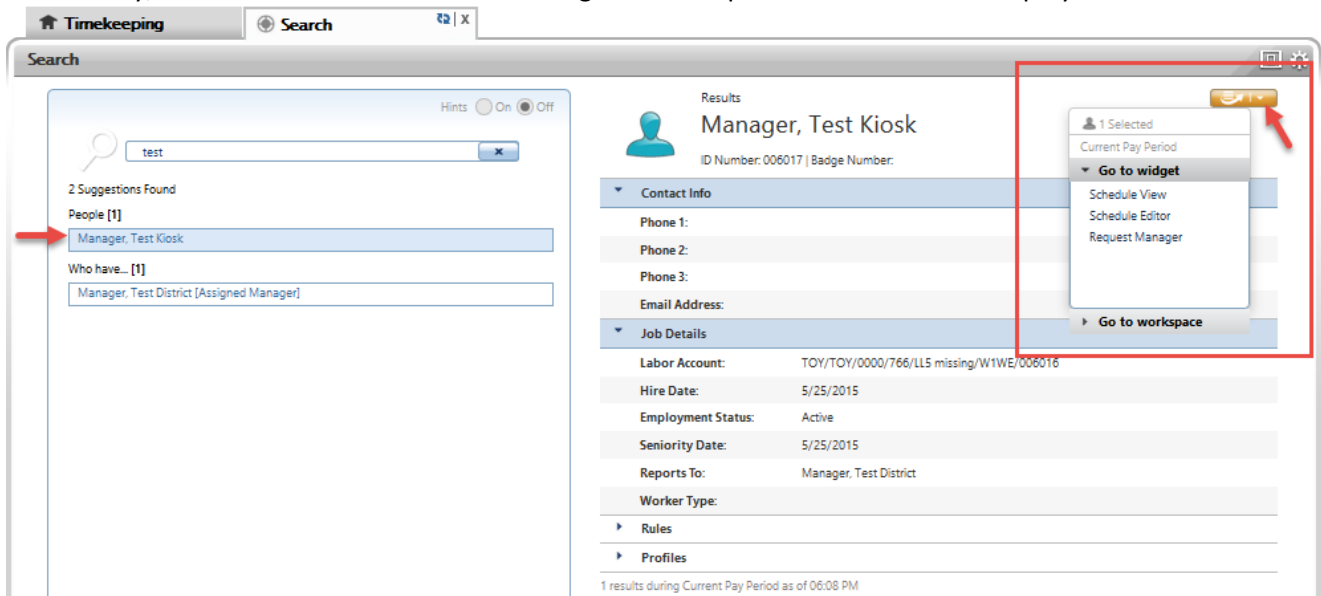 Timekeeping
Search
X
Search
Hints On Off
test
x
2 Suggestions Found
People [1]
Manager, Test Kiosk
Who have... [1]
Manager, Test District [Assigned Manager]
Results
Manager, Test Kiosk
ID Number: 006017 | Badge Number:
Contact Info
Phone 1:
Phone 2:
Phone 3:
Email Address:
Job Details
Labor Account: TOY/TOY/0000/766/LL5 missing/W1WE/006016
Hire Date: 5/25/2015
Employment Status: Active
Seniority Date: 5/25/2015
Reports To: Manager, Test District
Worker Type:
Rules
Profiles
1 results during Current Pay Period as of 06:08 PM
1 Selected
Current Pay Period
Go to widget
Schedule View
Schedule Editor
Request Manager
Go to workspace